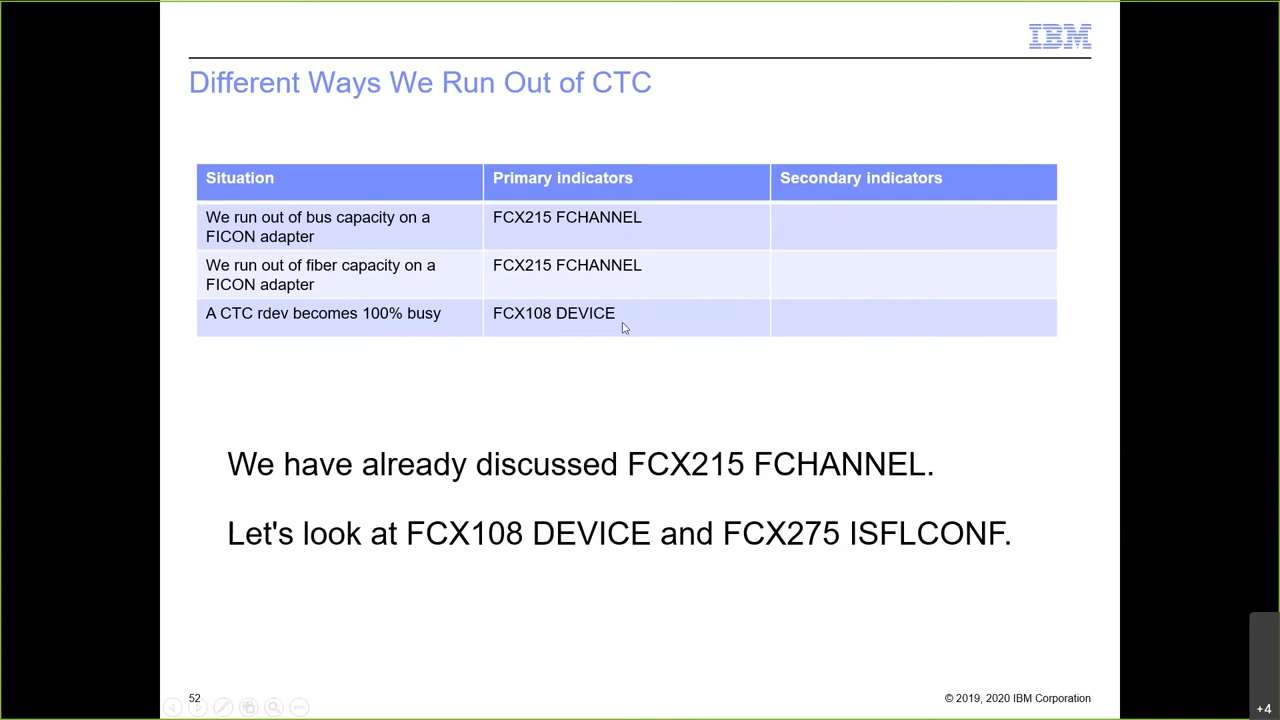 IBM
Different Ways We Run Out of CTC
Situation
Primary indicators
Secondary indicators
We run out of bus capacity on a
FICON adapter
FCX215 FCHANNEL
We run out of fiber capacity on a
FICON adapter
FCX215 FCHANNEL
A CTC rdev becomes 100% busy
FCX108 DEVICE
We have already discussed FCX215 FCHANNEL.
Let's look at FCX108 DEVICE and FCX275 ISFLCONF.
52
© 2019, 2020 IBM Corporation
+4